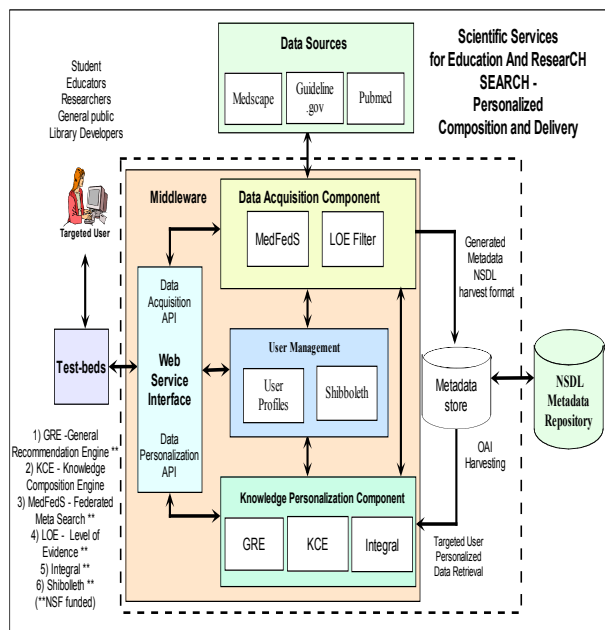 Scientific Services
for Education And ResearCH
SEARCH -
Personalized
Composition and Delivery
Data Sources
Medscape
Guideline
.gov
Pubmed
Student
Educators
Researchers
General public
Library Developers
Targeted User
Middleware
Data Acquisition Component
MedFedS
LOE Filter
Generated
Metadata
NSDL
harvest format
Data
Acquisition
API
Web
Service
Interface
Data
Personalization
API
Test-beds
User Management
User
Profiles
Shibboleth
Metadata
store
NSDL
Metadata
Repository
OAI
Harvesting
Knowledge Personalization Component
GRE
KCE
Integral
Targeted User
Personalized
Data Retrieval
1) GRE -General
Recommendation Engine **
2) KCE - Knowledge
Composition Engine
3) MedFedS - Federated
Meta Search **
4) LOE - Level of
Evidence **
5) Integral **
6) Shibolleth **
(**NSF funded)